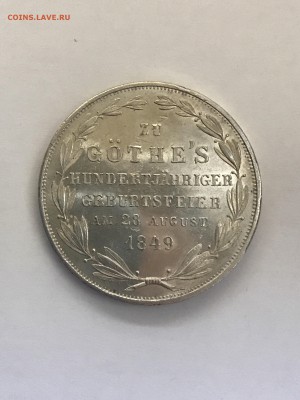 COINS.LAVE.RU
ZU
GÖTHE'S
HUNDERTJÄHRIGER
GEBURTSFEIER
AM 28 AUGUST
1849